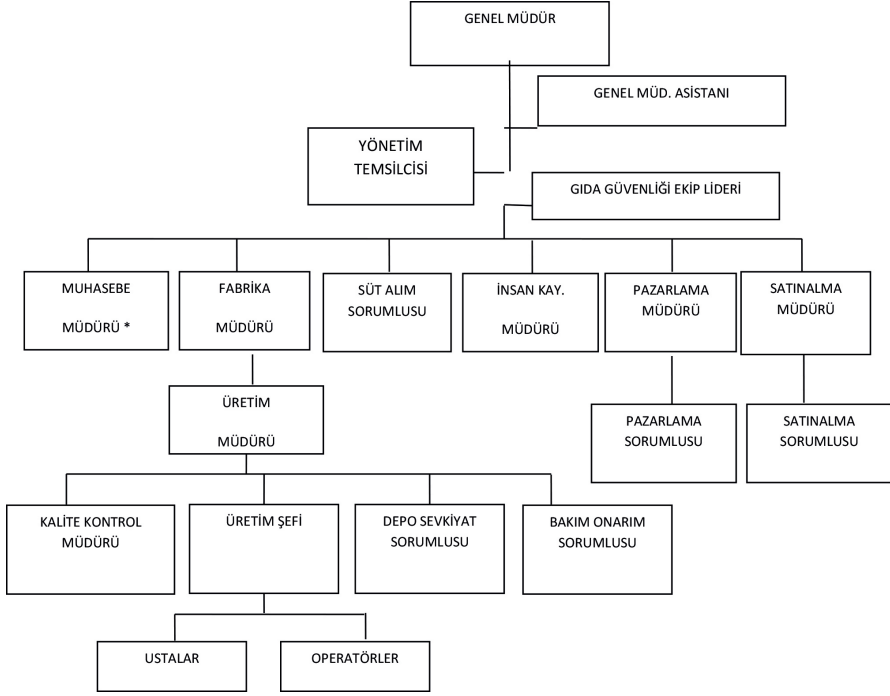 GENEL MÜDÜR
GENEL MÜD. ASİSTANI
YÖNETİM
TEMSİLCİSİ
GIDA GÜVENLİĞİ EKİP LİDERİ
MUHASEBE
MÜDÜRÜ *
FABRİKA
MÜDÜRÜ
SÜT ALIM
SORUMLUSU
İNSAN KAY.
MÜDÜRÜ
PAZARLAMA
MÜDÜRÜ
SATINALMA
MÜDÜRÜ
ÜRETİM
MÜDÜRÜ
PAZARLAMA
SORUMLUSU
SATINALMA
SORUMLUSU
KALİTE KONTROL
MÜDÜRÜ
ÜRETİM ŞEFİ
DEPO SEVKİYAT
SORUMLUSU
BAKIM ONARIM
SORUMLUSU
USTALAR
OPERATÖRLER